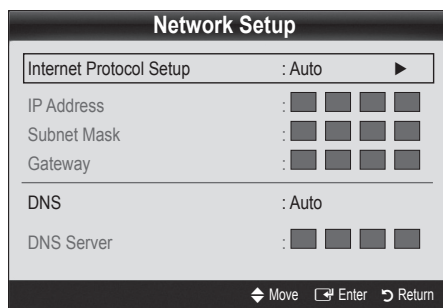 Network Setup
Internet Protocol Setup : Auto ►
IP Address :
Subnet Mask :
Gateway :
DNS : Auto
DNS Server :
Move Enter Return